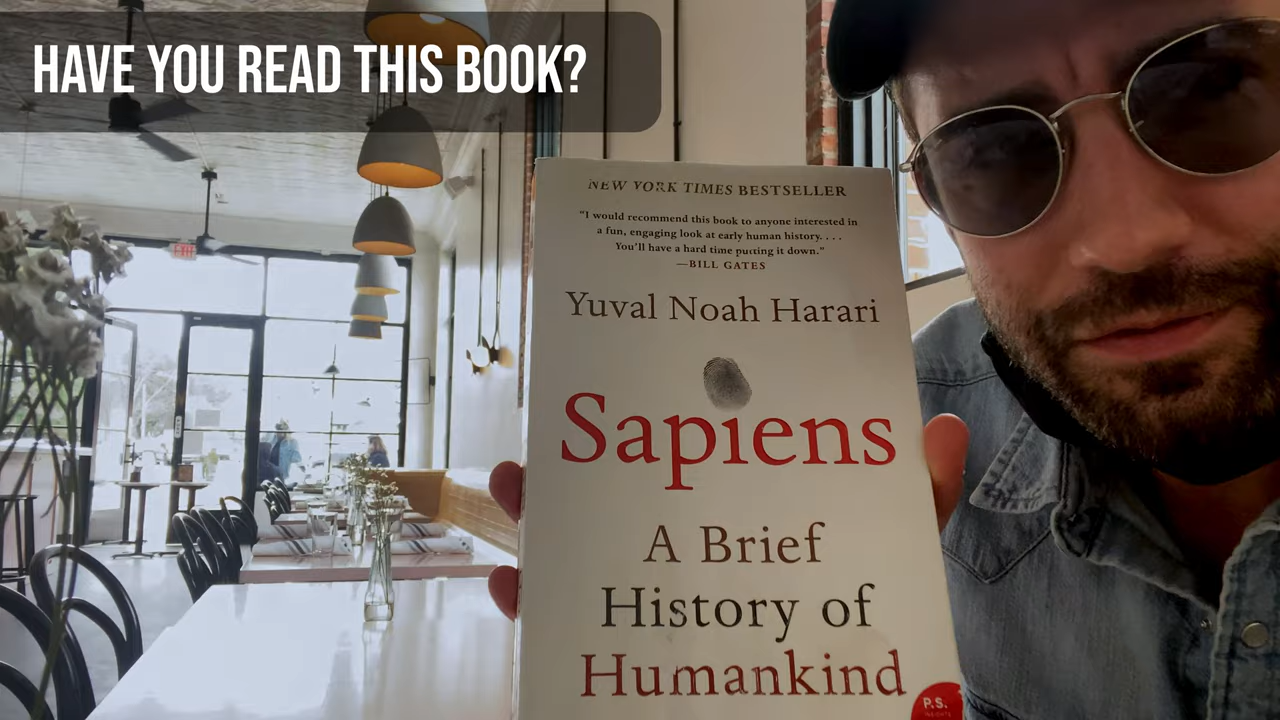 HAVE YOU READ THIS BOOK?
EXIT
NEW YORK TIMES BESTSELLER
"I would recommend this book to anyone interested in
a fun, engaging look at early human history. . . .
You'll have a hard time putting it down."
—BILL GATES
Yuval Noah Harari
Sapiens
A Brief
History of
Humankind
P.S.
INSIGHTS